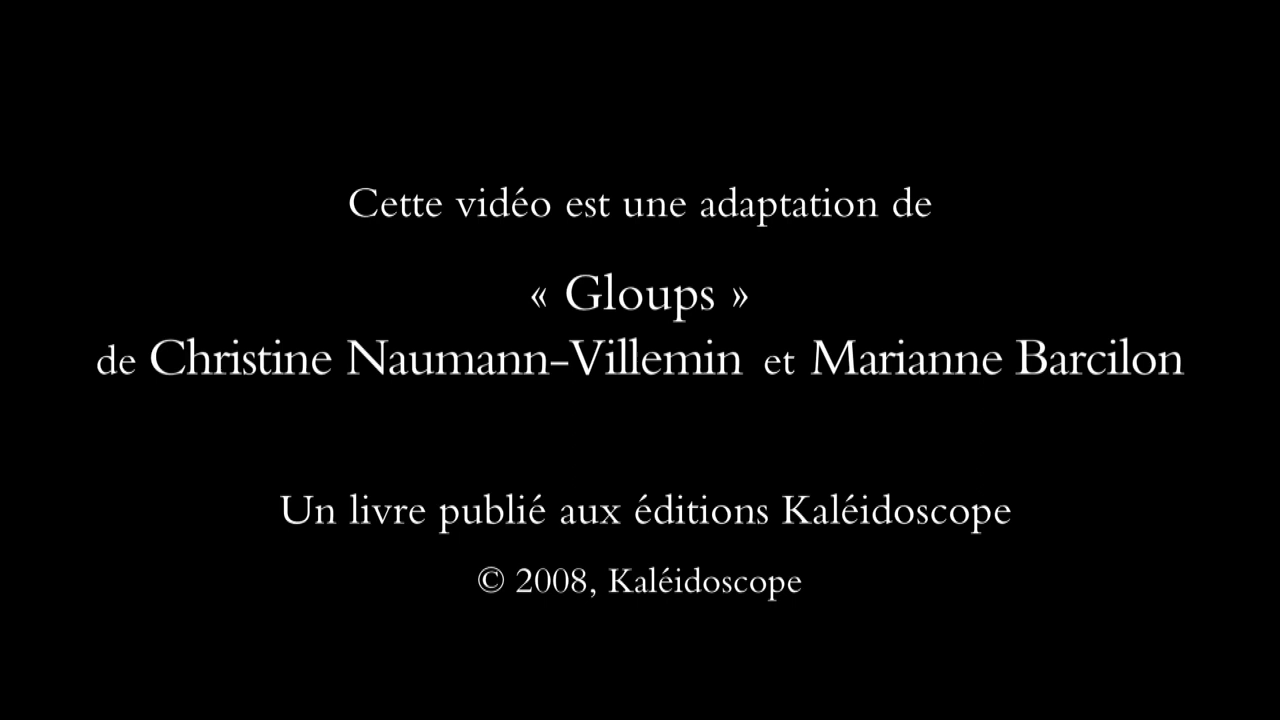 Cette vidéo est une adaptation de
« Gloups »
de Christine Naumann-Villemin et Marianne Barcilon
Un livre publié aux éditions Kaléidoscope
© 2008, Kaléidoscope